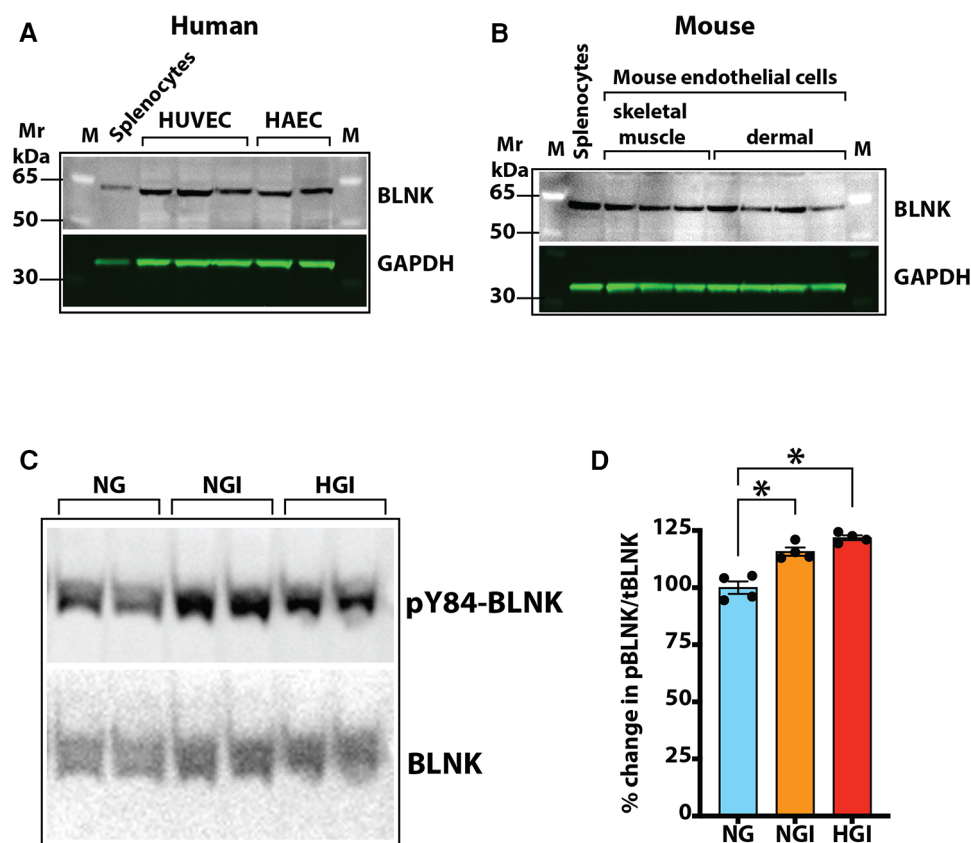 A
Human
Splenocytes
HUVEC
HAEC
Mr
kDa
M
M
65
50
30
BLNK
GAPDH
B
Mouse
Splenocytes
Mouse endothelial cells
skeletal
muscle
dermal
Mr
kDa
M
M
65
50
30
BLNK
GAPDH
C
NG
NGI
HGI
pY84-BLNK
BLNK
D
*
*
% change in pBLNK/tBLNK
125
100
75
50
25
0
NG
NGI
HGI